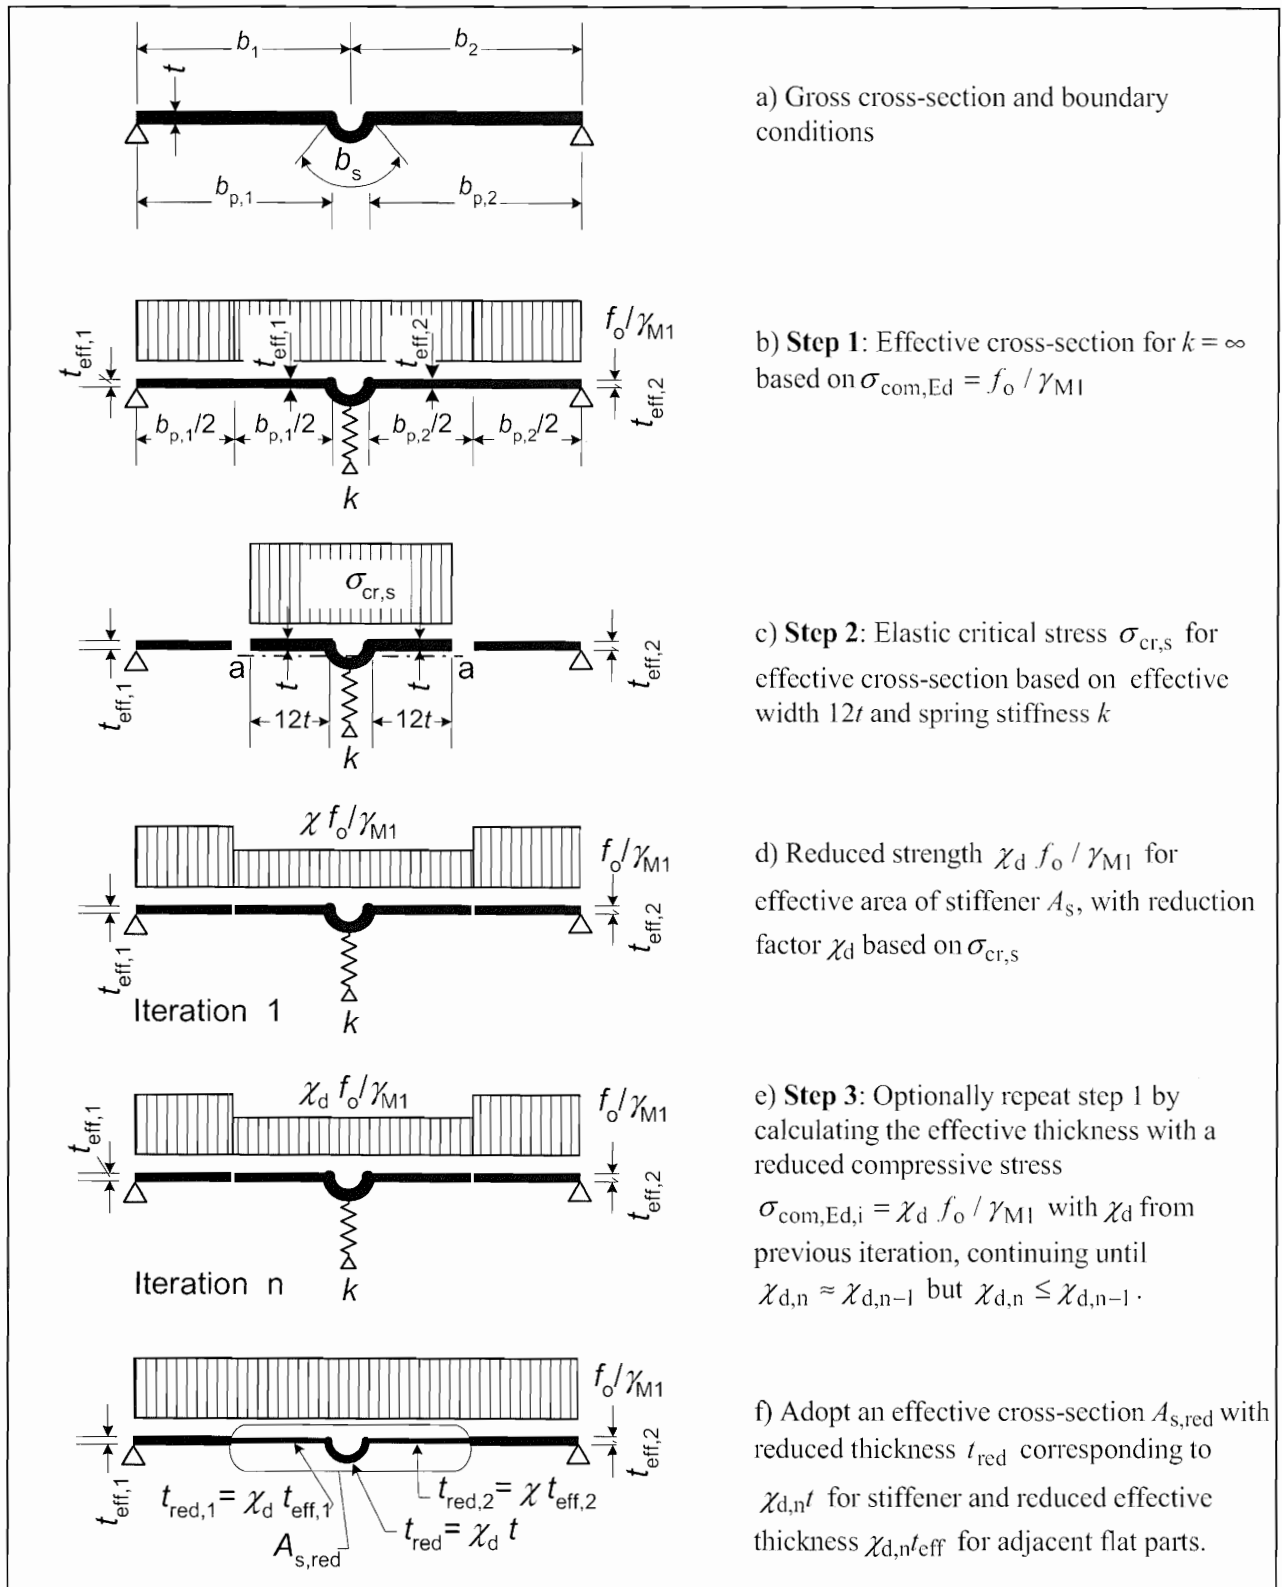 b1
b2
t
bs
bp,1
bp,2
a) Gross cross-section and boundary
conditions
fo/γM1
teff,1
teff,1
teff,2
teff,2
bp,1/2
bp,1/2
bp,2/2
bp,2/2
k
b) Step 1: Effective cross-section for k = ∞
based on σcom,Ed = fo / γM1
σcr,s
teff,1
a
a
t
t
teff,2
12t
12t
k
c) Step 2: Elastic critical stress σcr,s for
effective cross-section based on effective
width 12t and spring stiffness k
χ fo/γM1
fo/γM1
teff,1
teff,2
Iteration 1
k
d) Reduced strength χd fo / γM1 for
effective area of stiffener As, with reduction
factor χd based on σcr,s
χd fo/γM1
fo/γM1
teff,1
teff,2
Iteration n
k
e) Step 3: Optionally repeat step 1 by
calculating the effective thickness with a
reduced compressive stress
σcom,Ed,i = χd fo / γM1 with χd from
previous iteration, continuing until
χd,n ≈ χd,n−1 but χd,n ≤ χd,n−1.
fo/γM1
teff,1
teff,2
tred,1= χd teff,1
tred,2= χ teff,2
tred= χd t
As,red
f) Adopt an effective cross-section As,red with
reduced thickness tred corresponding to
χd,nt for stiffener and reduced effective
thickness χd,nteff for adjacent flat parts.